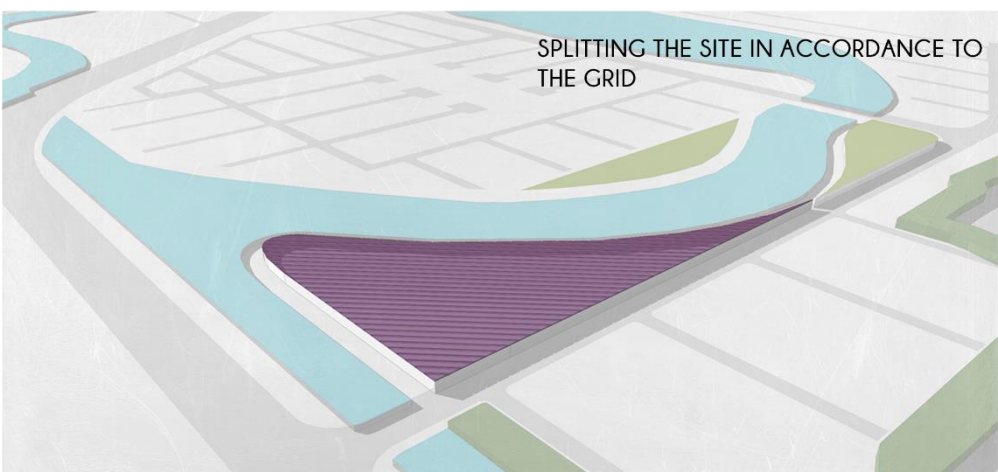 SPLITTING THE SITE IN ACCORDANCE TO
THE GRID